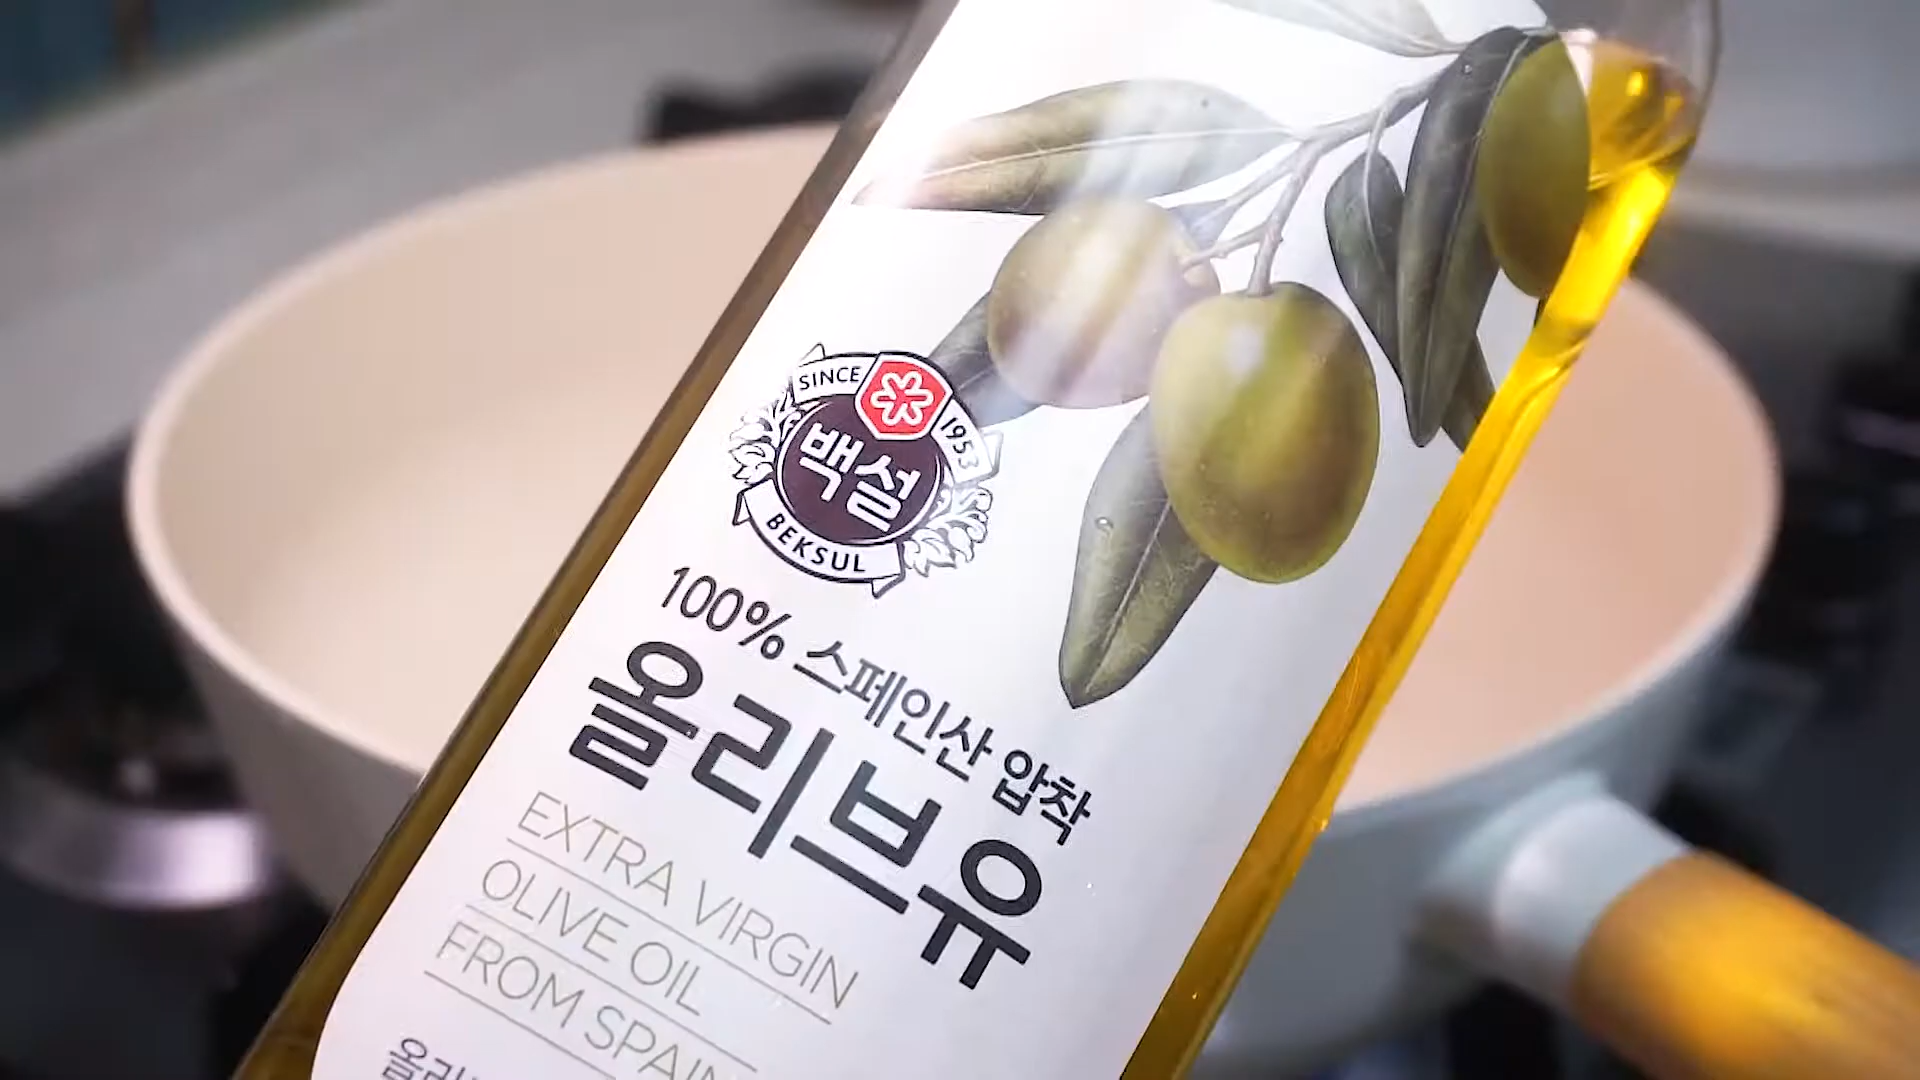 SINCE 1953
백설
BEKSUL
100% 스페인산 압착
올리브유
EXTRA VIRGIN
OLIVE OIL
FROM SPAIN